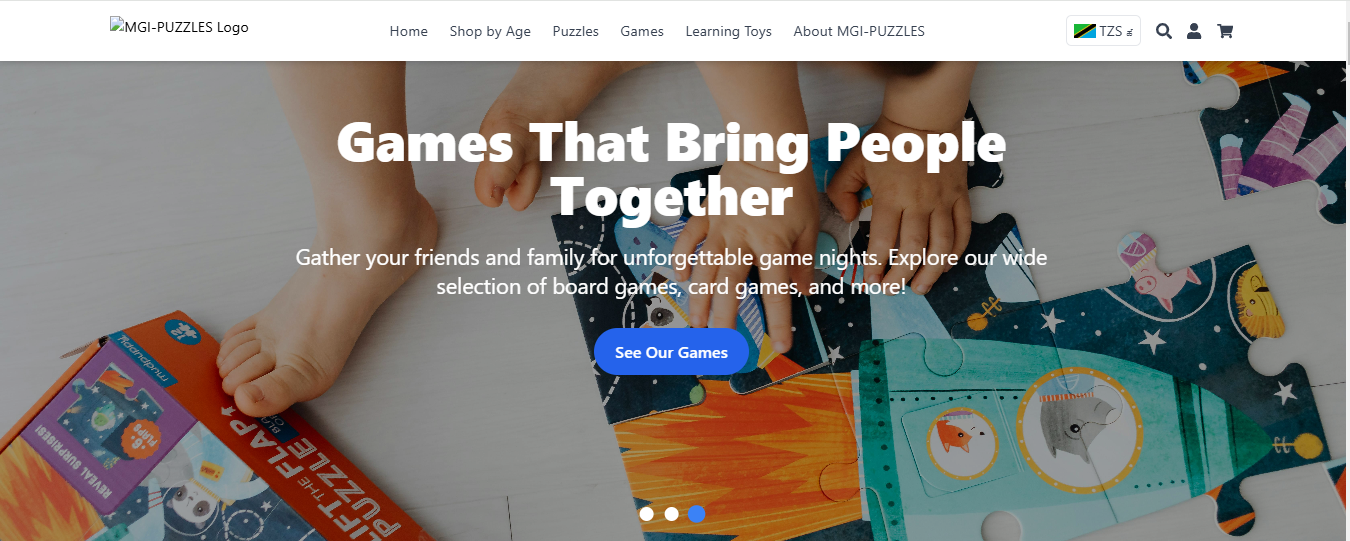 MGI-PUZZLES Logo
Home
Shop by Age
Puzzles
Games
Learning Toys
About MGI-PUZZLES
TZS
Games That Bring People
Together
Gather your friends and family for unforgettable game nights. Explore our wide
selection of board games, card games, and more!
See Our Games
mudpuppy
6
FLAPS
REVEAL SURPRISES!
LIFT THE FLAP
PUZZLE